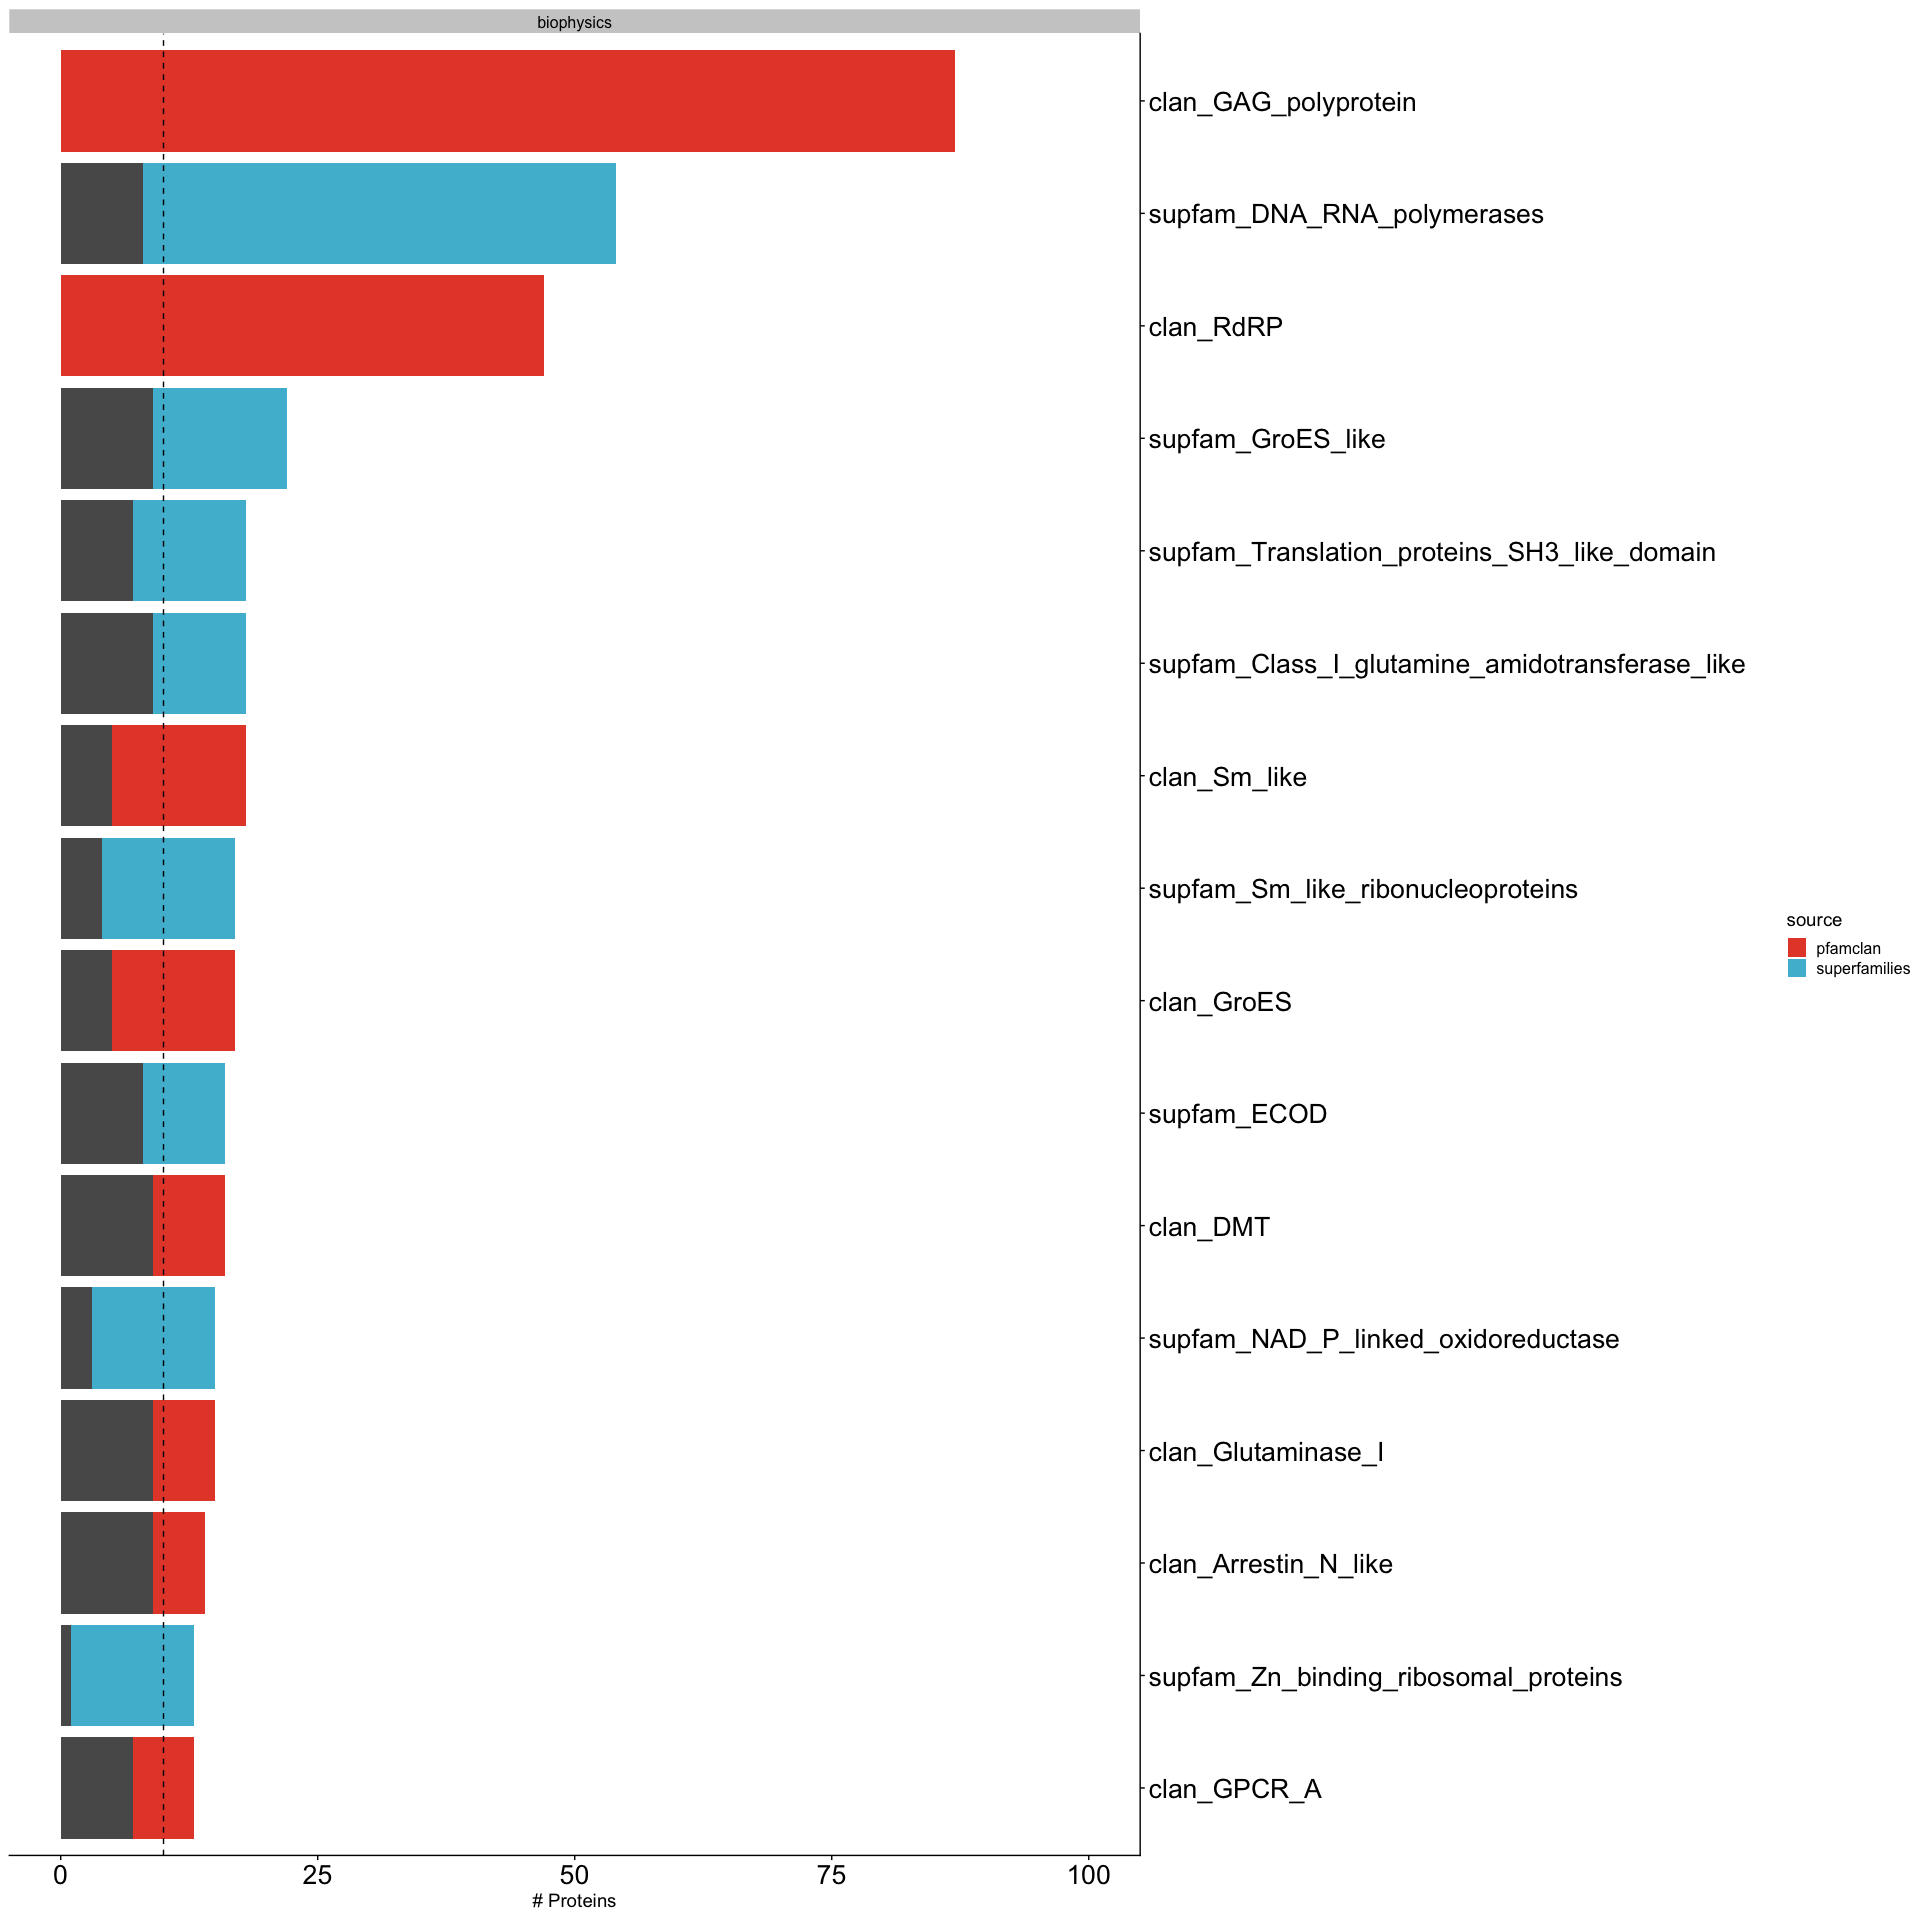 biophysics
clan_GAG_polyprotein
supfam_DNA_RNA_polymerases
clan_RdRP
supfam_GroES_like
supfam_Translation_proteins_SH3_like_domain
supfam_Class_I_glutamine_amidotransferase_like
clan_Sm_like
supfam_Sm_like_ribonucleoproteins
clan_GroES
supfam_ECOD
clan_DMT
supfam_NAD_P_linked_oxidoreductase
clan_Glutaminase_I
clan_Arrestin_N_like
supfam_Zn_binding_ribosomal_proteins
clan_GPCR_A
0 25 50 75 100
# Proteins
source
pfamclan
superfamilies